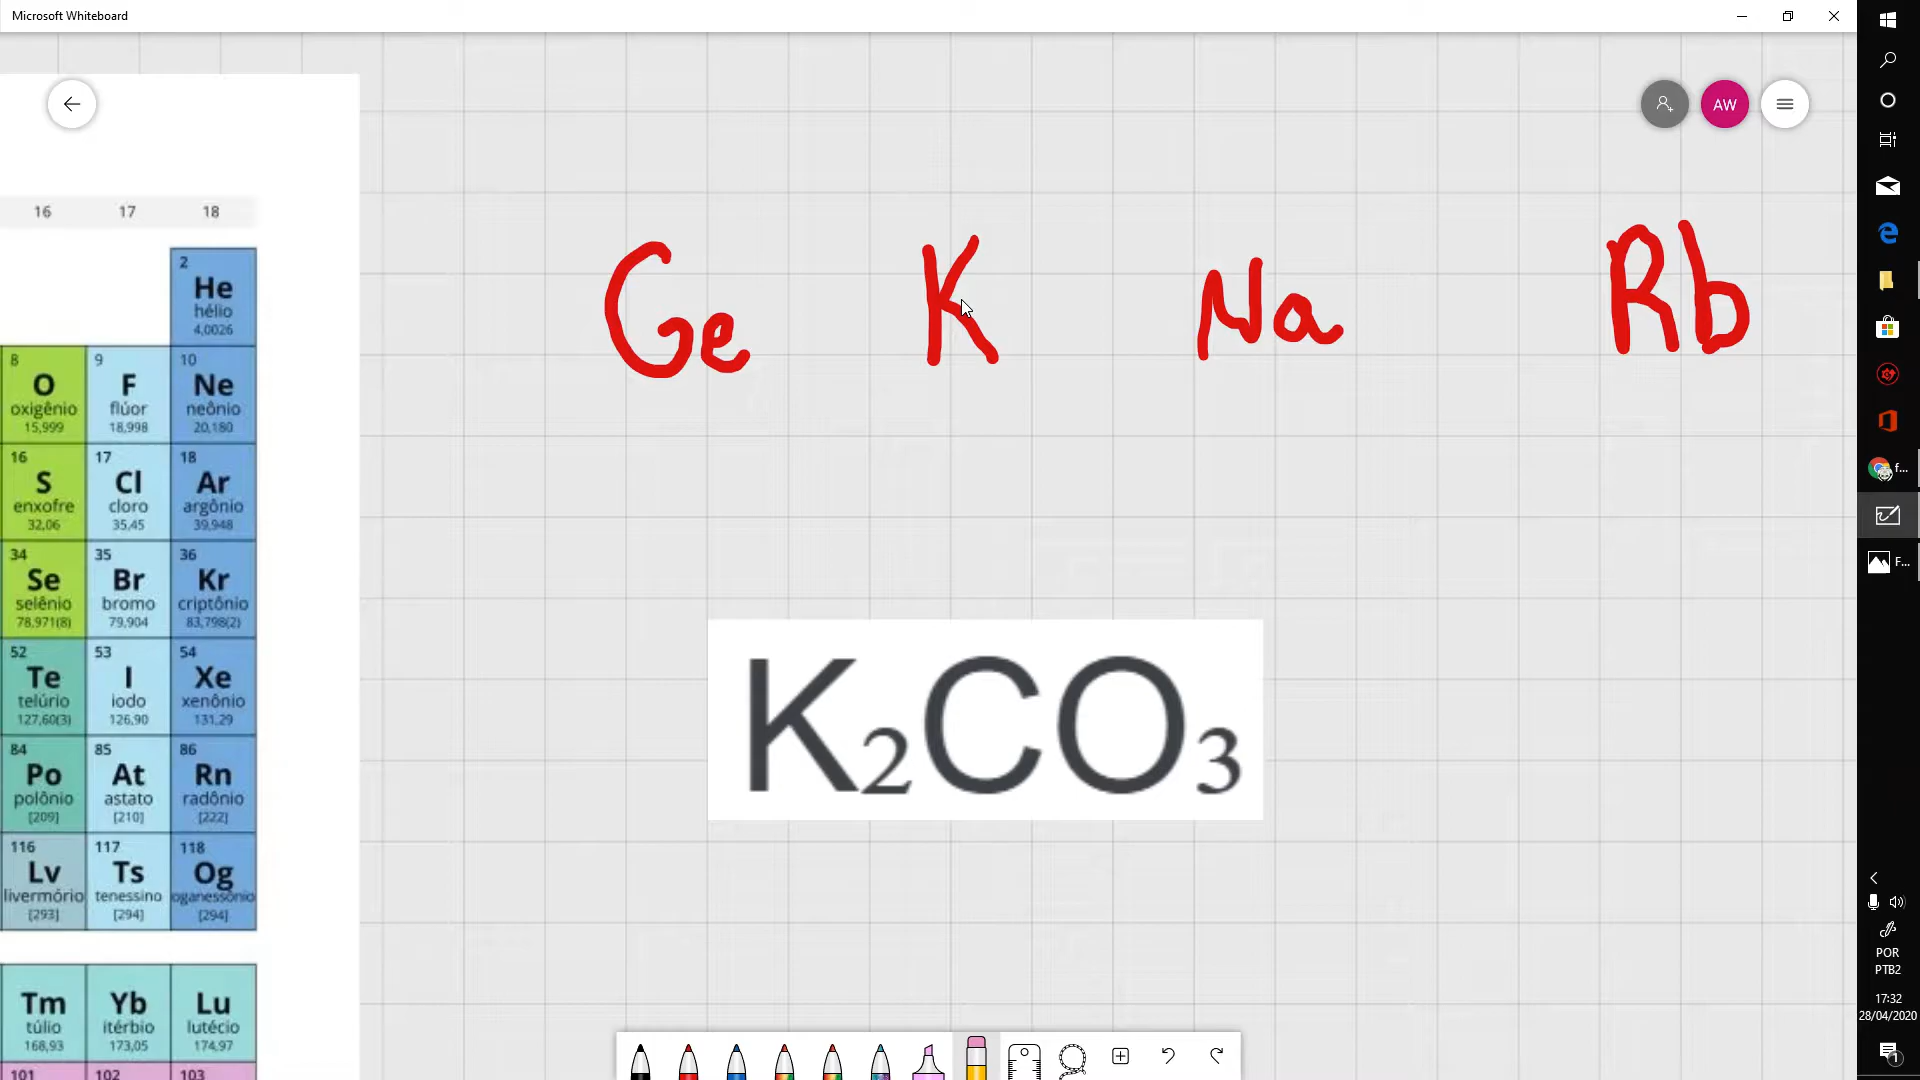 Microsoft Whiteboard
AW
16 17 18
2
He
hélio
4,0026
8 9 10
O F Ne
oxigênio flúor neônio
15,999 18,998 20,180
16 17 18
S Cl Ar
enxofre cloro argônio
32,06 35,45 39,948
34 35 36
Se Br Kr
selênio bromo criptônio
78,971(8) 79,904 83,798(2)
52 53 54
Te I Xe
telúrio iodo xenônio
127,60(3) 126,90 131,29
84 85 86
Po At Rn
polônio astato radônio
[209] [210] [222]
116 117 118
Lv Ts Og
livermório tenessino oganessônio
[293] [294] [294]
Tm Yb Lu
túlio itérbio lutécio
168,93 173,05 174,97
101 102 103
Ge K Na Rb
K₂CO₃
f...
F...
POR
PTB2
17:32
28/04/2020
1